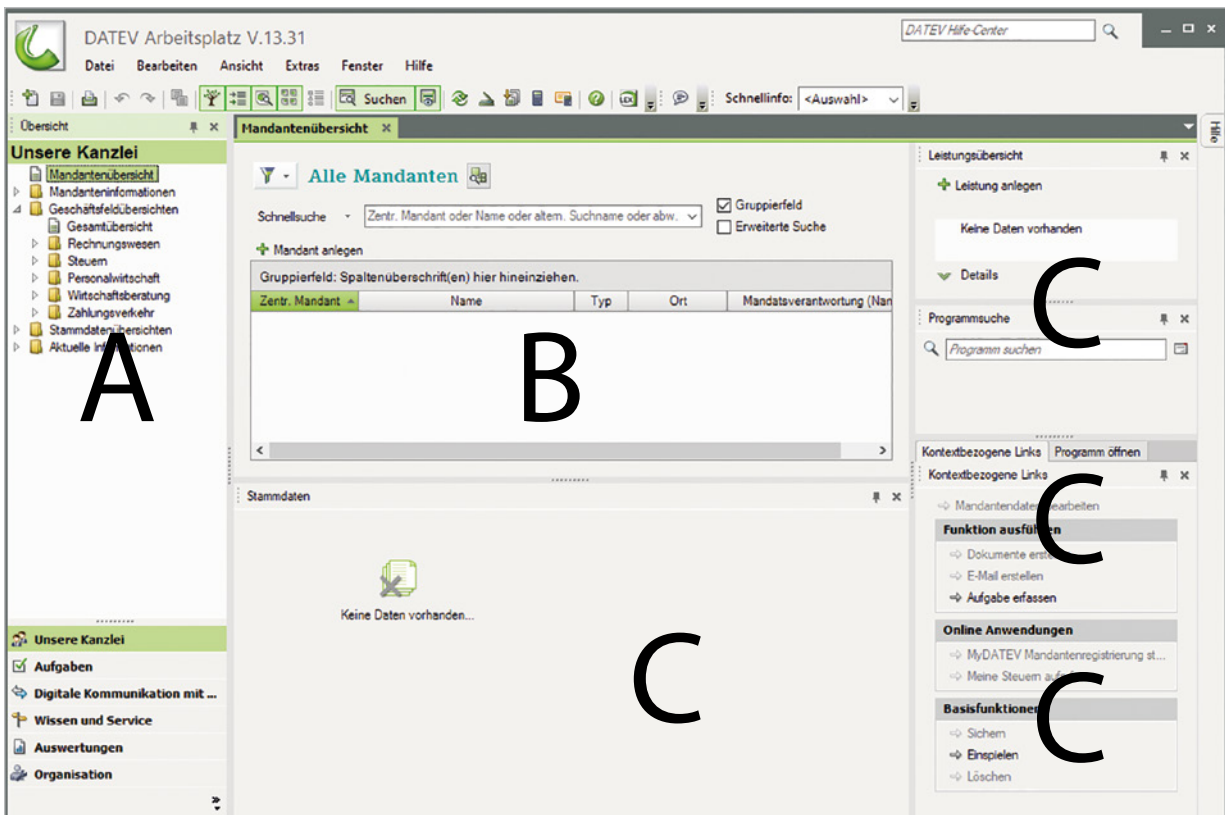 DATEV Arbeitsplatz V.13.31
DATEV Hilfe-Center
Datei Bearbeiten Ansicht Extras Fenster Hilfe
Suchen
LEX
Schnellinfo: <Auswahl>
Übersicht
Unsere Kanzlei
Mandantenübersicht
Mandanteninformationen
Geschäftsfeldübersichten
Gesamtübersicht
Rechnungswesen
Steuern
Personalwirtschaft
Wirtschaftsberatung
Zahlungsverkehr
Stammdatenübersichten
Aktuelle Informationen
A
Unsere Kanzlei
Aufgaben
Digitale Kommunikation mit ...
Wissen und Service
Auswertungen
Organisation
Mandantenübersicht
Alle Mandanten
Schnellsuche
Zentr. Mandant oder Name oder altern. Suchname oder abw.
Gruppierfeld
Erweiterte Suche
Mandant anlegen
Gruppierfeld: Spaltenüberschrift(en) hier hineinziehen.
Zentr. Mandant Name Typ Ort Mandatsverantwortung (Nan
B
Stammdaten
Keine Daten vorhanden...
C
Hilfe
Leistungsübersicht
Leistung anlegen
Keine Daten vorhanden
Details
C
Programmsuche
Programm suchen
Kontextbezogene Links Programm öffnen
Kontextbezogene Links
Mandantendaten bearbeiten
C
Funktion ausführen
Dokumente erste
E-Mail erstellen
Aufgabe erfassen
Online Anwendungen
MyDATEV Mandantenregistrierung st...
Meine Steuern
C
Basisfunktionen
Sichern
Einspielen
Löschen